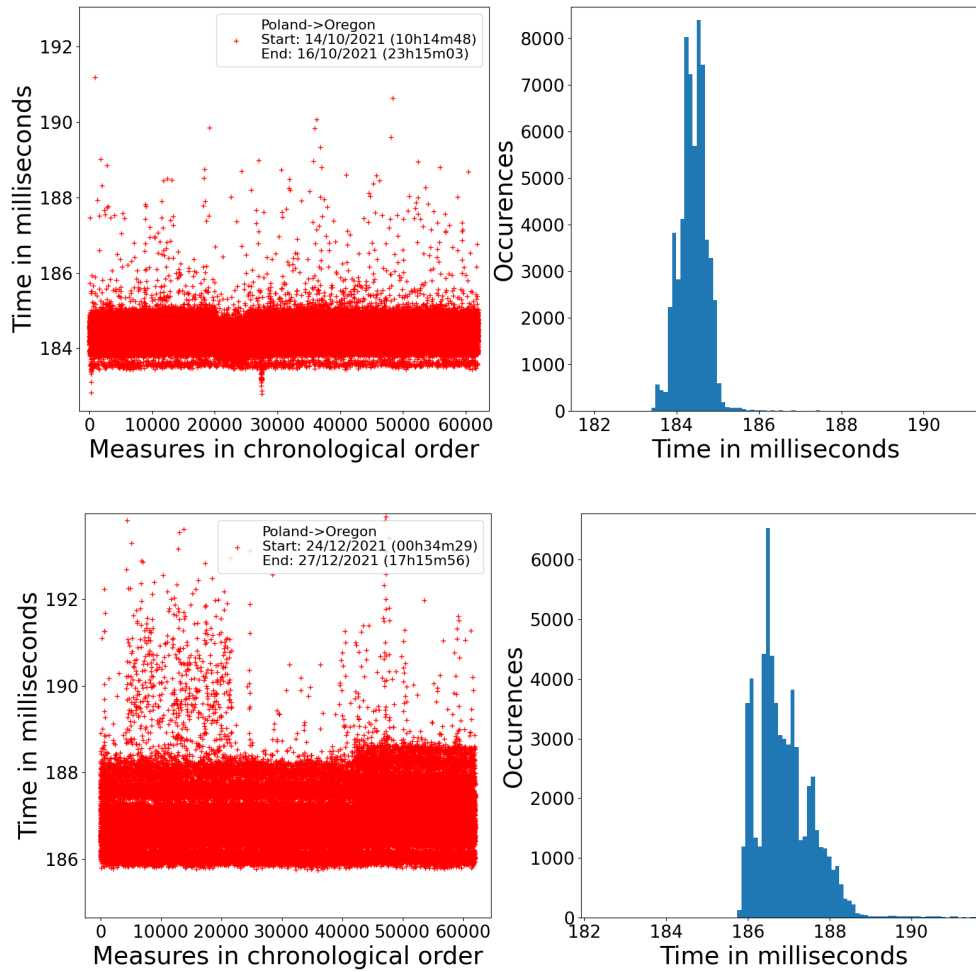 Poland->Oregon
Start: 14/10/2021 (10h14m48)
End: 16/10/2021 (23h15m03)
Time in milliseconds
192
190
188
186
184
0 10000 20000 30000 40000 50000 60000
Measures in chronological order
Occurences
8000
7000
6000
5000
4000
3000
2000
1000
0
182 184 186 188 190
Time in milliseconds
Poland->Oregon
Start: 24/12/2021 (00h34m29)
End: 27/12/2021 (17h15m56)
Time in milliseconds
192
190
188
186
0 10000 20000 30000 40000 50000 60000
Measures in chronological order
Occurences
6000
5000
4000
3000
2000
1000
0
182 184 186 188 190
Time in milliseconds